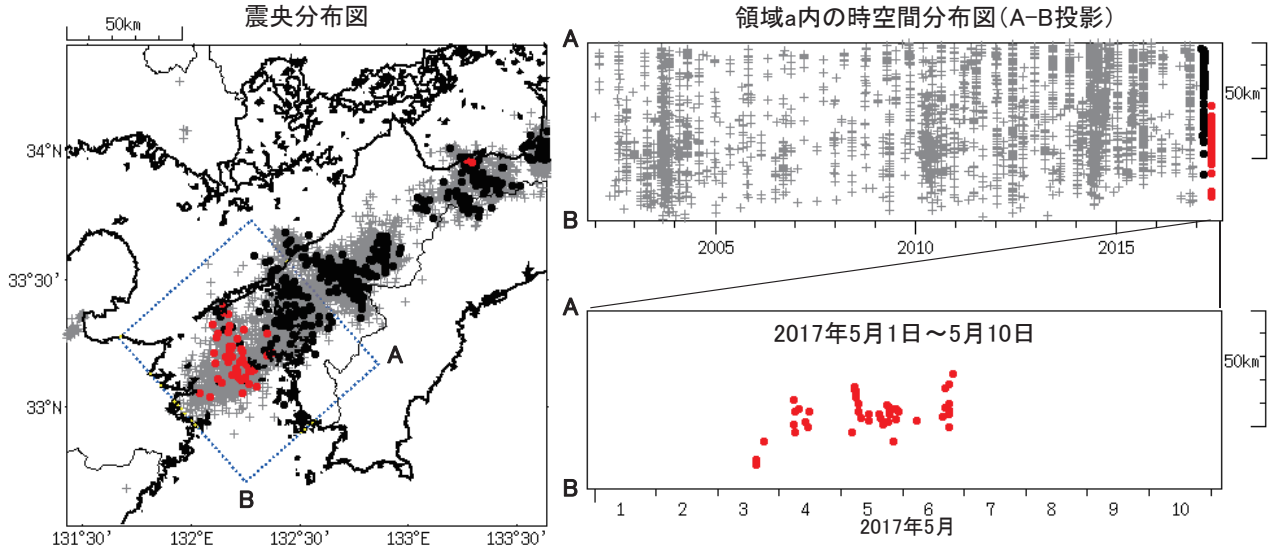 震央分布図
50km
34°N
33°30′
33°N
131°30′
132°E
132°30′
133°E
133°30′
A
B
領域a内の時空間分布図(A-B投影)
A
B
50km
2005
2010
2015
A
B
2017年5月1日～5月10日
50km
1
2
3
4
5
6
7
8
9
10
2017年5月